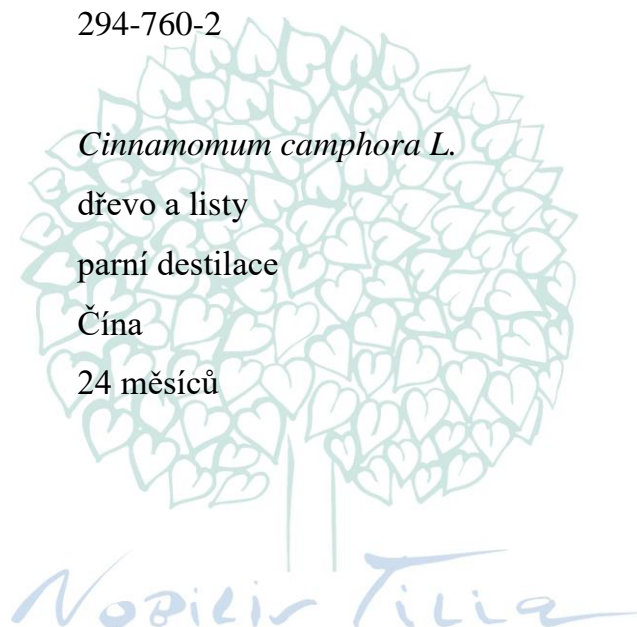 294-760-2
Cinnamomum camphora L.
dřevo a listy
parní destilace
Čína
24 měsíců
Nobilis Tilia